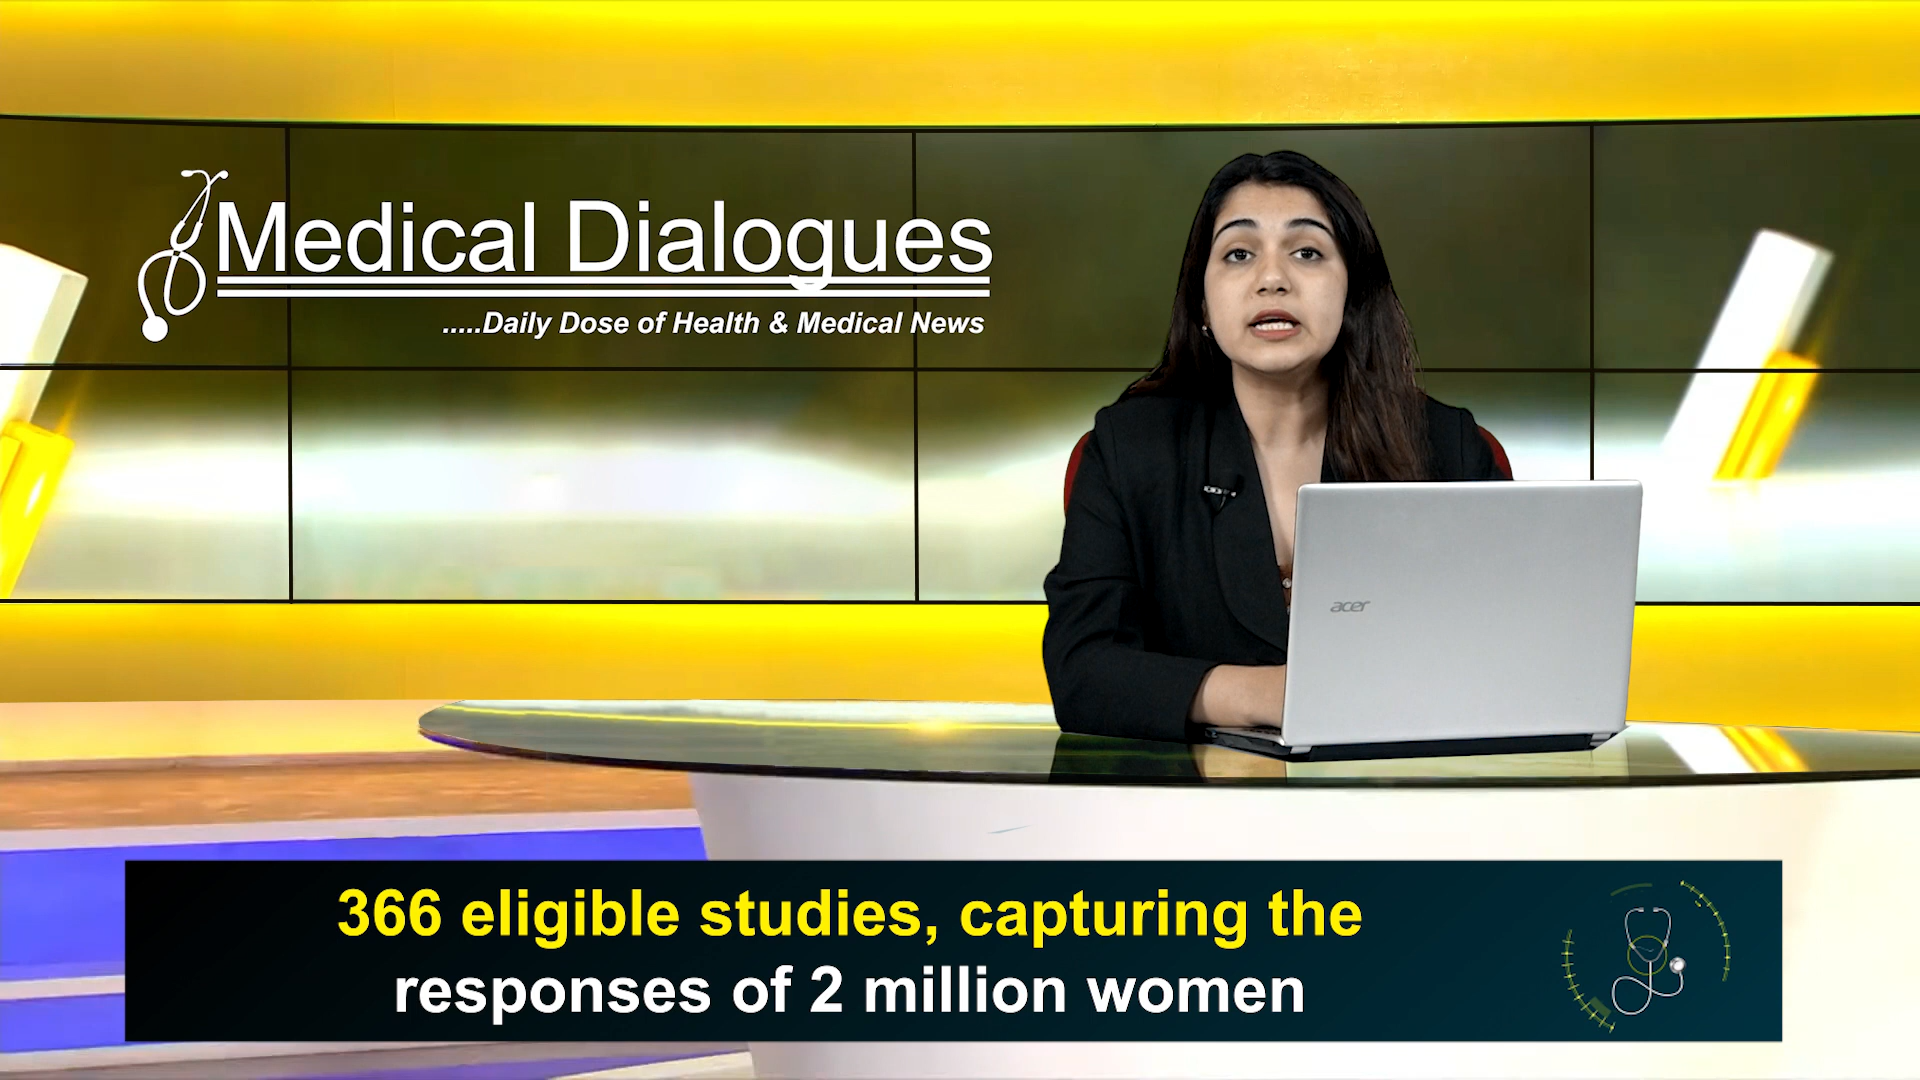 Medical Dialogues
.....Daily Dose of Health & Medical News
acer
366 eligible studies, capturing the
responses of 2 million women